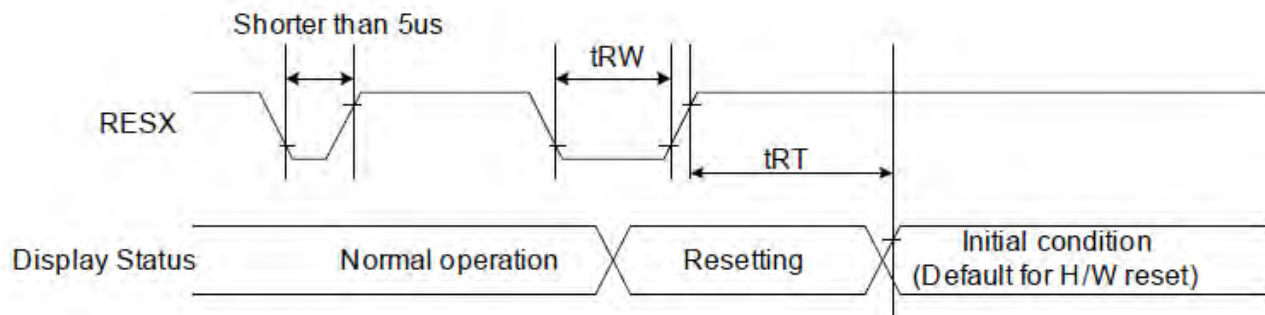 Shorter than 5us
tRW
RESX
tRT
Display Status
Normal operation
Resetting
Initial condition
(Default for H/W reset)